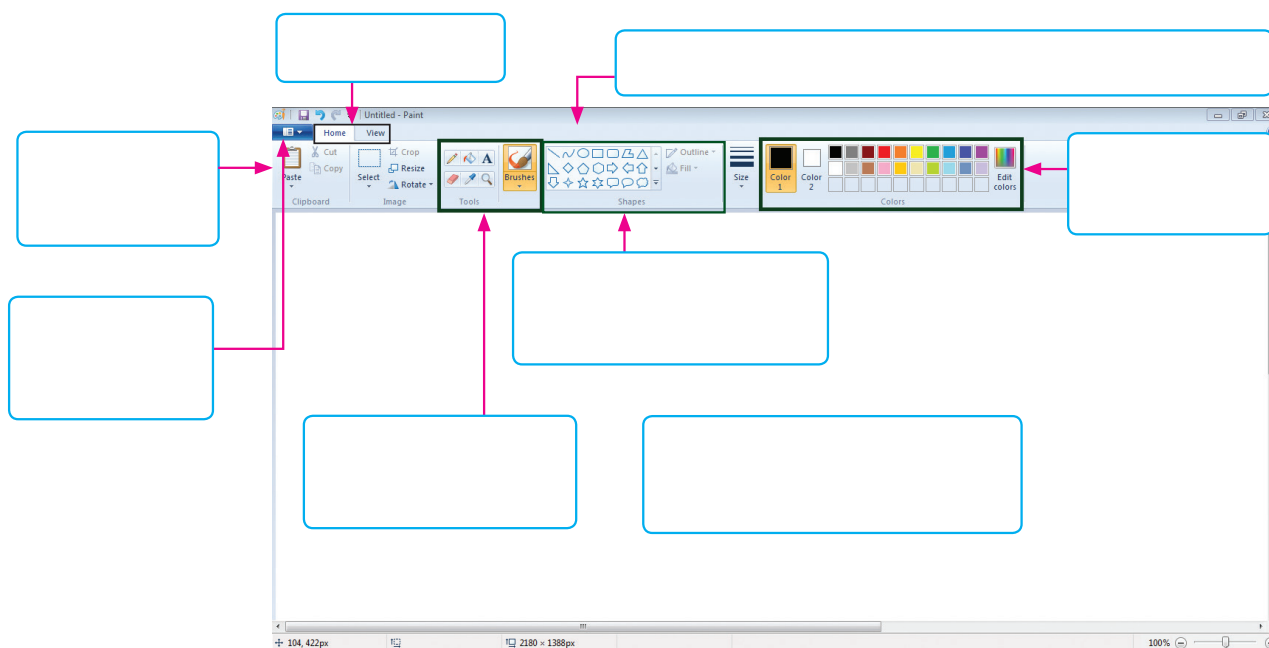 Untitled - Paint
Home View
Paste
Cut
Copy
Clipboard
Select
Crop
Resize
Rotate
Image
A
Tools
Brushes
Outline
Fill
Shapes
Size
Color 1
Color 2
Edit colors
Colors
104, 422px
2180 × 1388px
100%